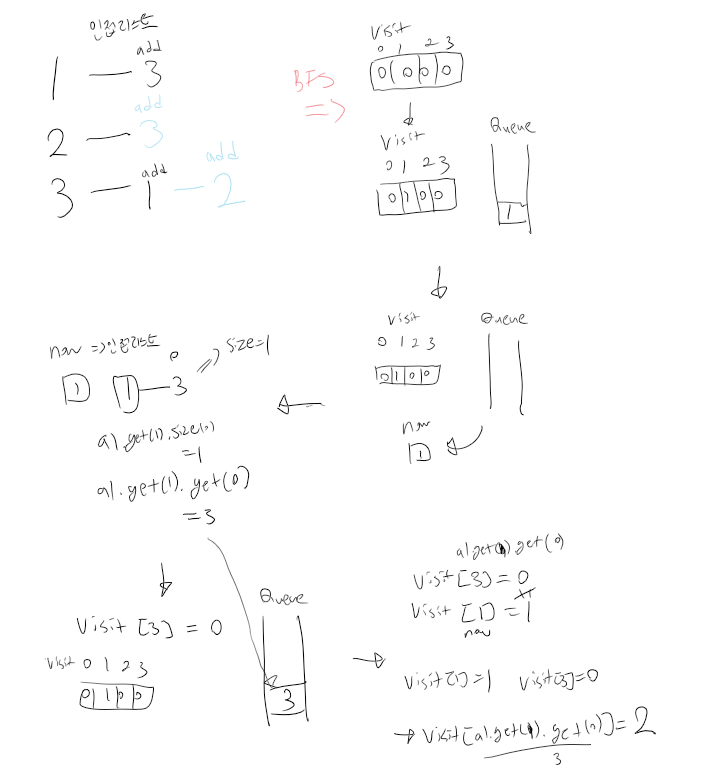 인접리스트
add
1 — 3
add
2 — 3
add add
3 — 1 — 2
BFS
=>
Visit
0 1 2 3
0 0 0 0
Visit
0 1 2 3
0 1 0 0
Queue
1
Visit
0 1 2 3
0 1 0 0
Queue
now
1
now => 인접리스트
0
=> size=1
1 1 — 3
al.get(1).size()
=1
al.get(1).get(0)
=3
Visit [3] = 0
Visit 0 1 2 3
0 1 0 0
Queue
3
al.get(1).get(0)
Visit [3] = 0
+1
Visit [1] = 1
now
Visit[1]=1 Visit[3]=0
→ Visit[al.get(1).get(0)] = 2
3